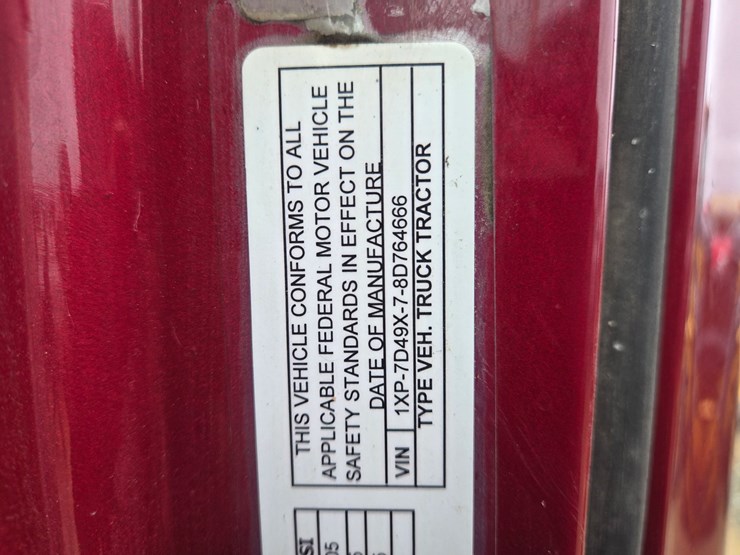 THIS VEHICLE CONFORMS TO ALL
APPLICABLE FEDERAL MOTOR VEHICLE
SAFETY STANDARDS IN EFFECT ON THE
DATE OF MANUFACTURE
VIN 1XP-7D49X-7-8D764666
TYPE VEH. TRUCK TRACTOR